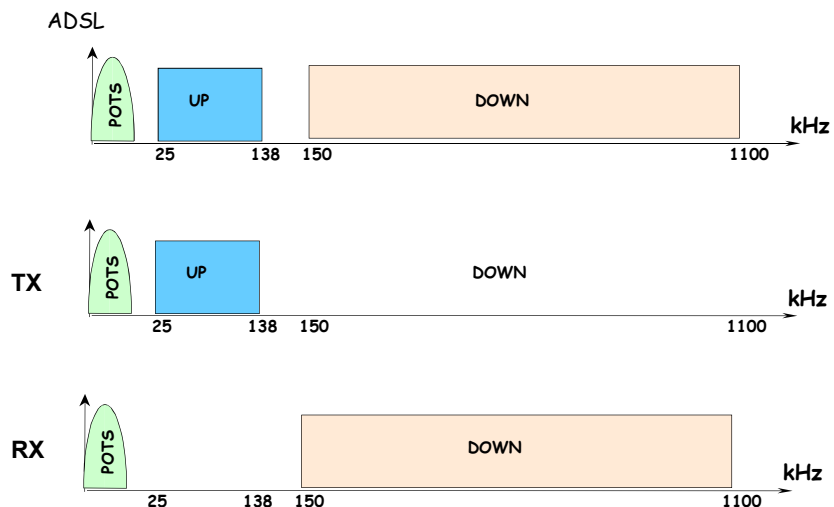 ADSL
POTS UP DOWN
kHz
25 138 150 1100
TX
POTS UP DOWN
kHz
25 138 150 1100
RX
POTS DOWN
kHz
25 138 150 1100